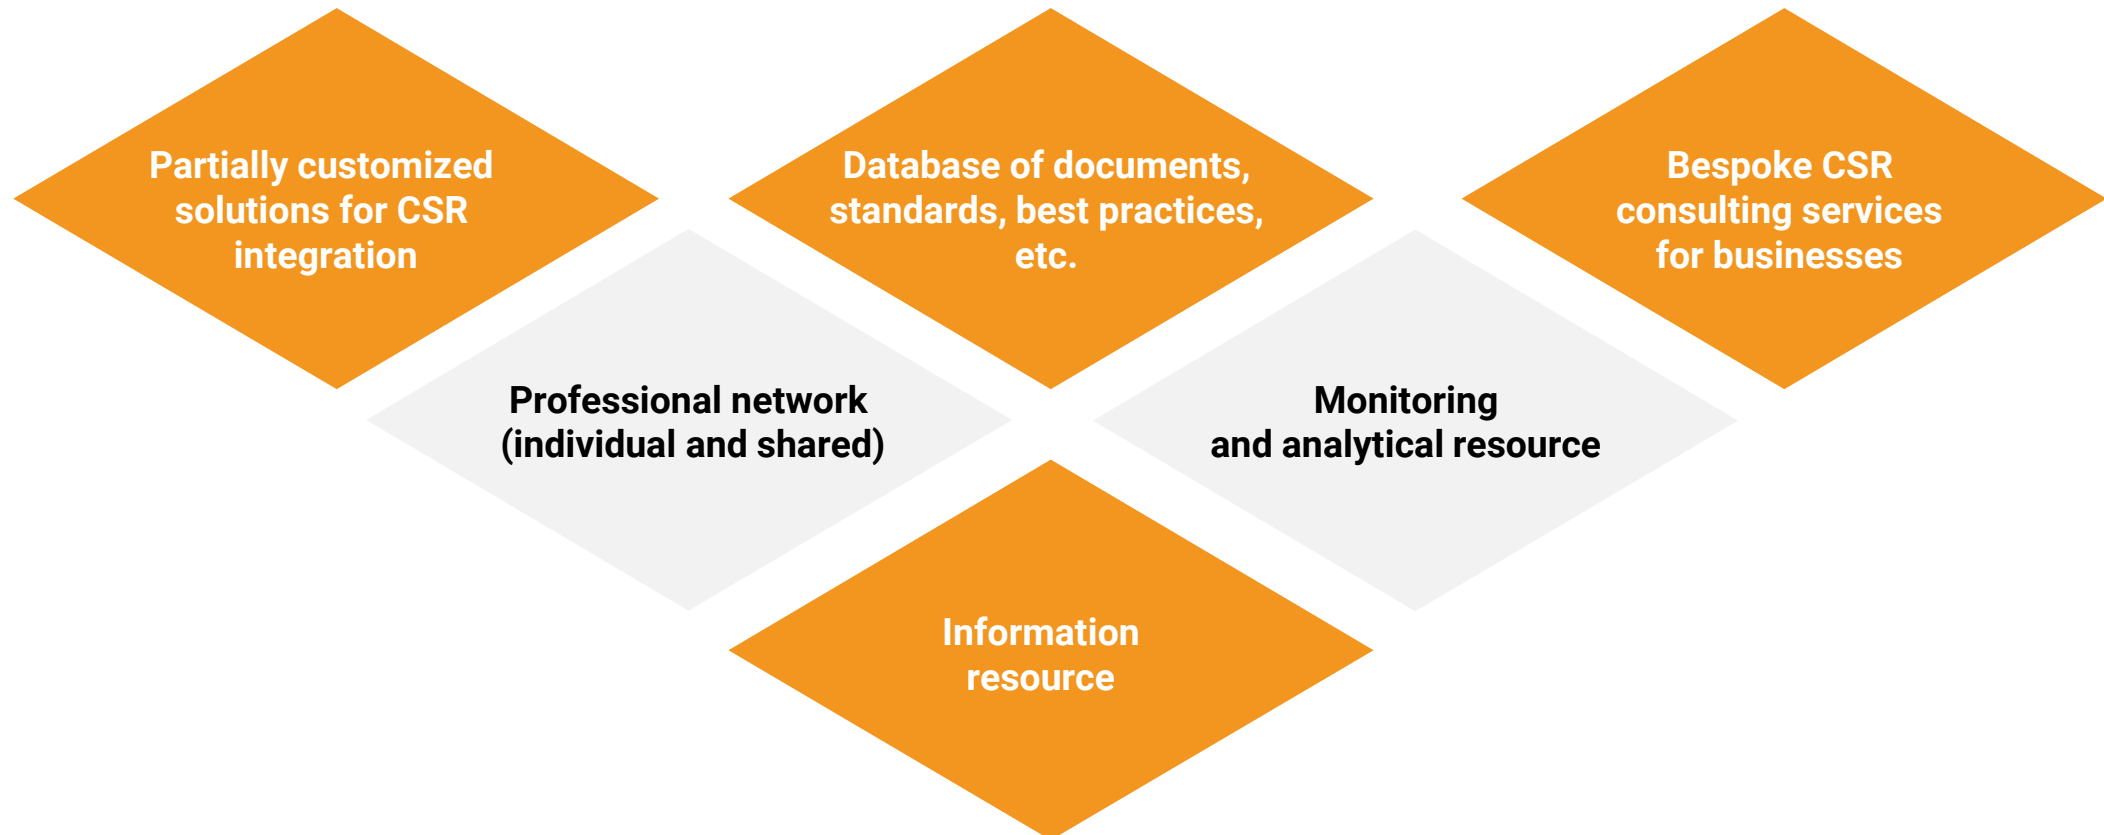 Partially customized
solutions for CSR
integration
Database of documents,
standards, best practices,
etc.
Bespoke CSR
consulting services
for businesses
Professional network
(individual and shared)
Monitoring
and analytical resource
Information
resource